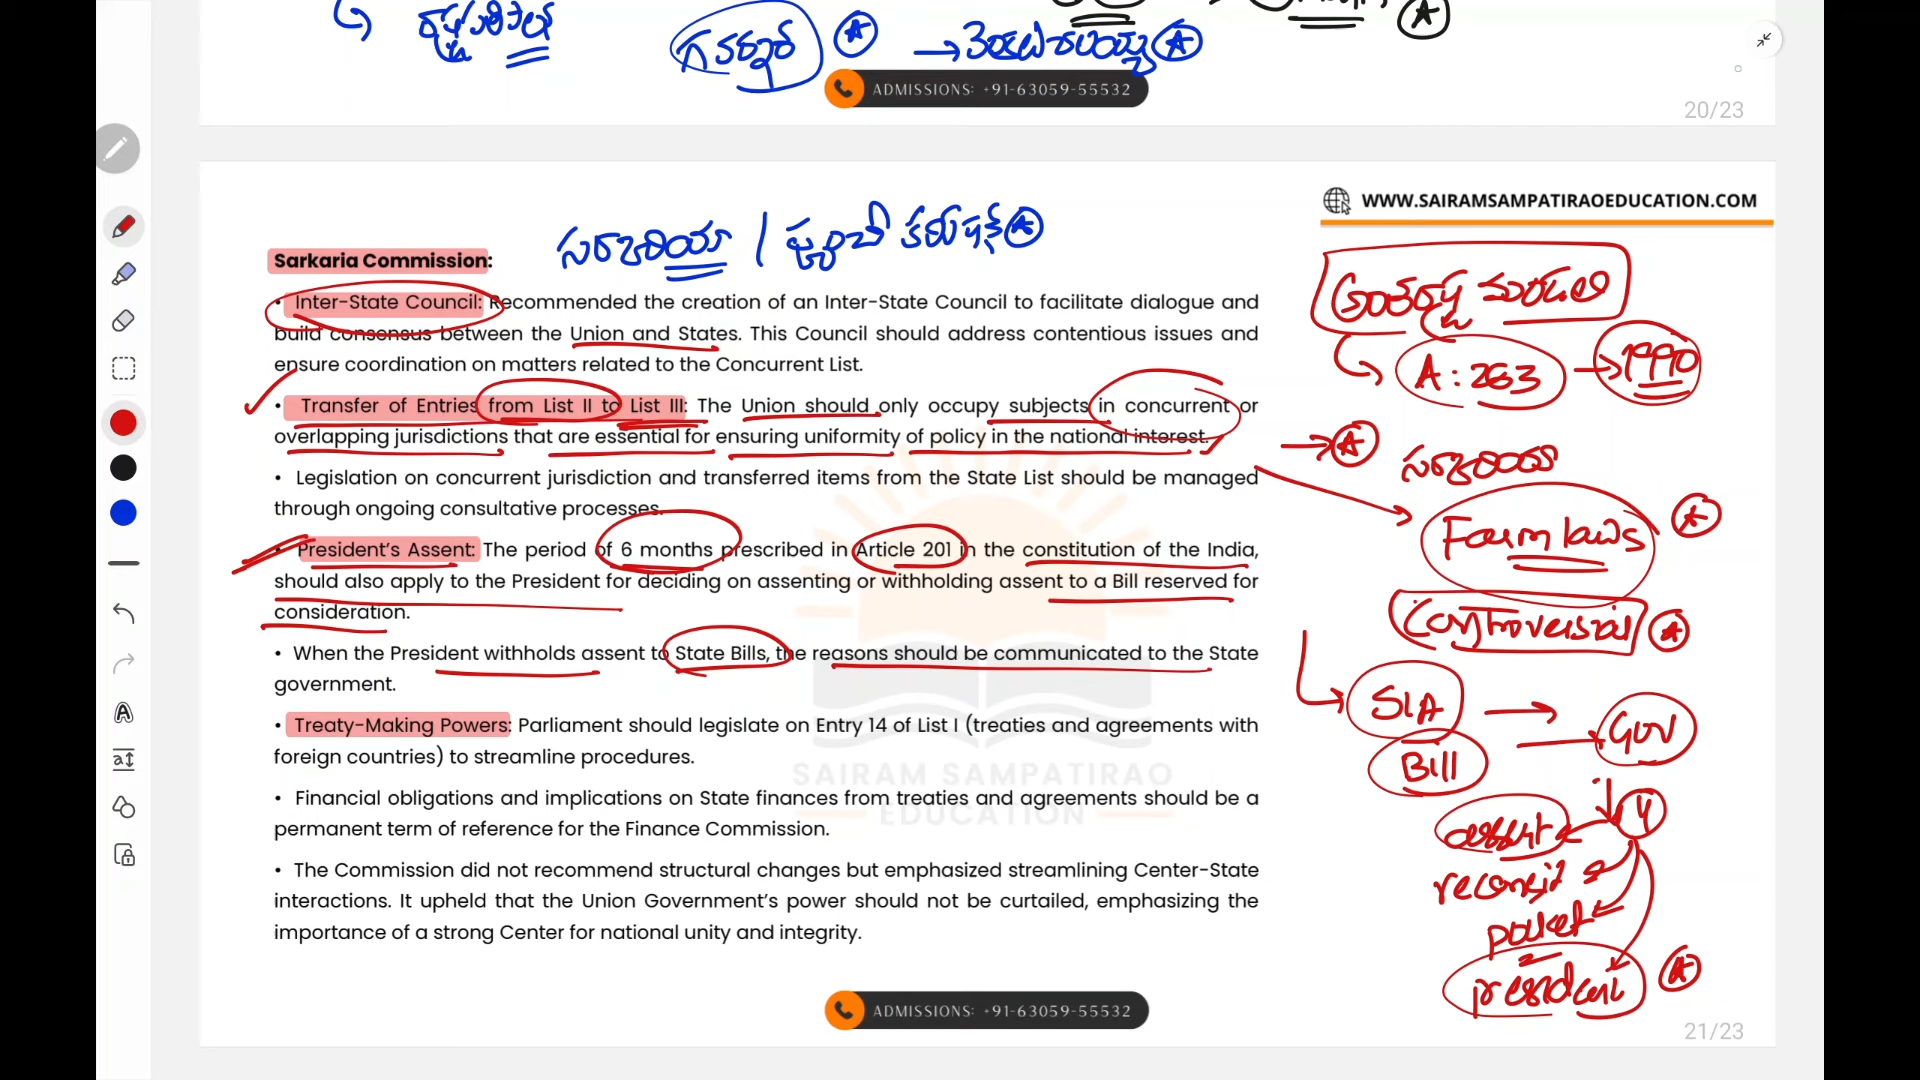 గవర్నర్
ADMISSIONS: +91-63059-55532
20/23
WWW.SAIRAMSAMPATIRAOEDUCATION.COM
Sarkaria Commission:
సర్కారియా |
• Inter-State Council: Recommended the creation of an Inter-State Council to facilitate dialogue and
build consensus between the Union and States. This Council should address contentious issues and
ensure coordination on matters related to the Concurrent List.
• Transfer of Entries from List II to List III: The Union should only occupy subjects in concurrent or
overlapping jurisdictions that are essential for ensuring uniformity of policy in the national interest.
• Legislation on concurrent jurisdiction and transferred items from the State List should be managed
through ongoing consultative processes.
• President's Assent: The period of 6 months prescribed in Article 201 in the constitution of the India,
should also apply to the President for deciding on assenting or withholding assent to a Bill reserved for
consideration.
• When the President withholds assent to State Bills, the reasons should be communicated to the State
government.
• Treaty-Making Powers: Parliament should legislate on Entry 14 of List I (treaties and agreements with
foreign countries) to streamline procedures.
• Financial obligations and implications on State finances from treaties and agreements should be a
permanent term of reference for the Finance Commission.
• The Commission did not recommend structural changes but emphasized streamlining Center-State
interactions. It upheld that the Union Government's power should not be curtailed, emphasizing the
importance of a strong Center for national unity and integrity.
SAIRAM SAMPATIRAO
EDUCATION
A: 263 → 1990
సర్కారియా
Farm laws
Controversial
SLA → GOV
Bill
4
assent
reconsi
pocket
president
ADMISSIONS: +91-63059-55532
21/23